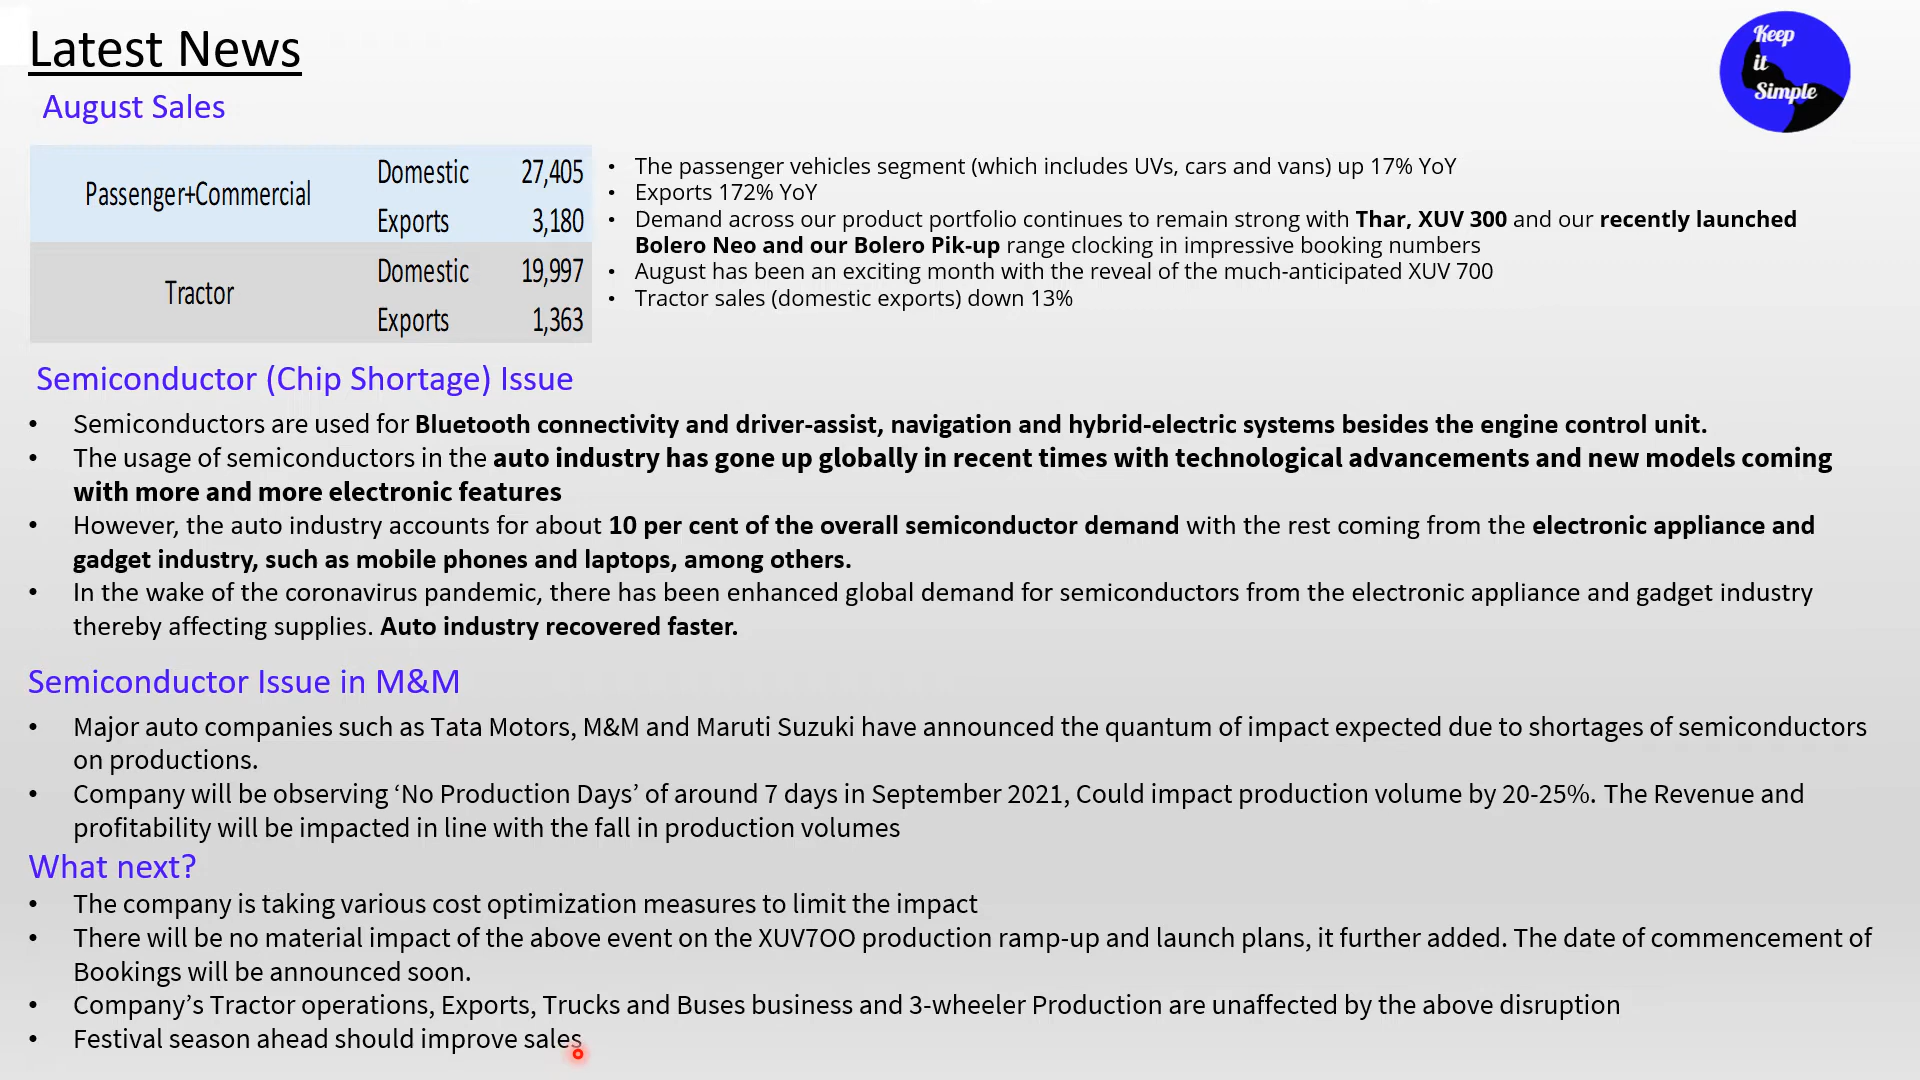 Latest News
Keep
it
Simple
August Sales
Passenger+Commercial Domestic 27,405
Exports 3,180
Tractor Domestic 19,997
Exports 1,363
• The passenger vehicles segment (which includes UVs, cars and vans) up 17% YoY
• Exports 172% YoY
• Demand across our product portfolio continues to remain strong with Thar, XUV 300 and our recently launched
Bolero Neo and our Bolero Pik-up range clocking in impressive booking numbers
• August has been an exciting month with the reveal of the much-anticipated XUV 700
• Tractor sales (domestic exports) down 13%
Semiconductor (Chip Shortage) Issue
• Semiconductors are used for Bluetooth connectivity and driver-assist, navigation and hybrid-electric systems besides the engine control unit.
• The usage of semiconductors in the auto industry has gone up globally in recent times with technological advancements and new models coming
with more and more electronic features
• However, the auto industry accounts for about 10 per cent of the overall semiconductor demand with the rest coming from the electronic appliance and
gadget industry, such as mobile phones and laptops, among others.
• In the wake of the coronavirus pandemic, there has been enhanced global demand for semiconductors from the electronic appliance and gadget industry
thereby affecting supplies. Auto industry recovered faster.
Semiconductor Issue in M&M
• Major auto companies such as Tata Motors, M&M and Maruti Suzuki have announced the quantum of impact expected due to shortages of semiconductors
on productions.
• Company will be observing ‘No Production Days’ of around 7 days in September 2021, Could impact production volume by 20-25%. The Revenue and
profitability will be impacted in line with the fall in production volumes
What next?
• The company is taking various cost optimization measures to limit the impact
• There will be no material impact of the above event on the XUV7OO production ramp-up and launch plans, it further added. The date of commencement of
Bookings will be announced soon.
• Company’s Tractor operations, Exports, Trucks and Buses business and 3-wheeler Production are unaffected by the above disruption
• Festival season ahead should improve sales